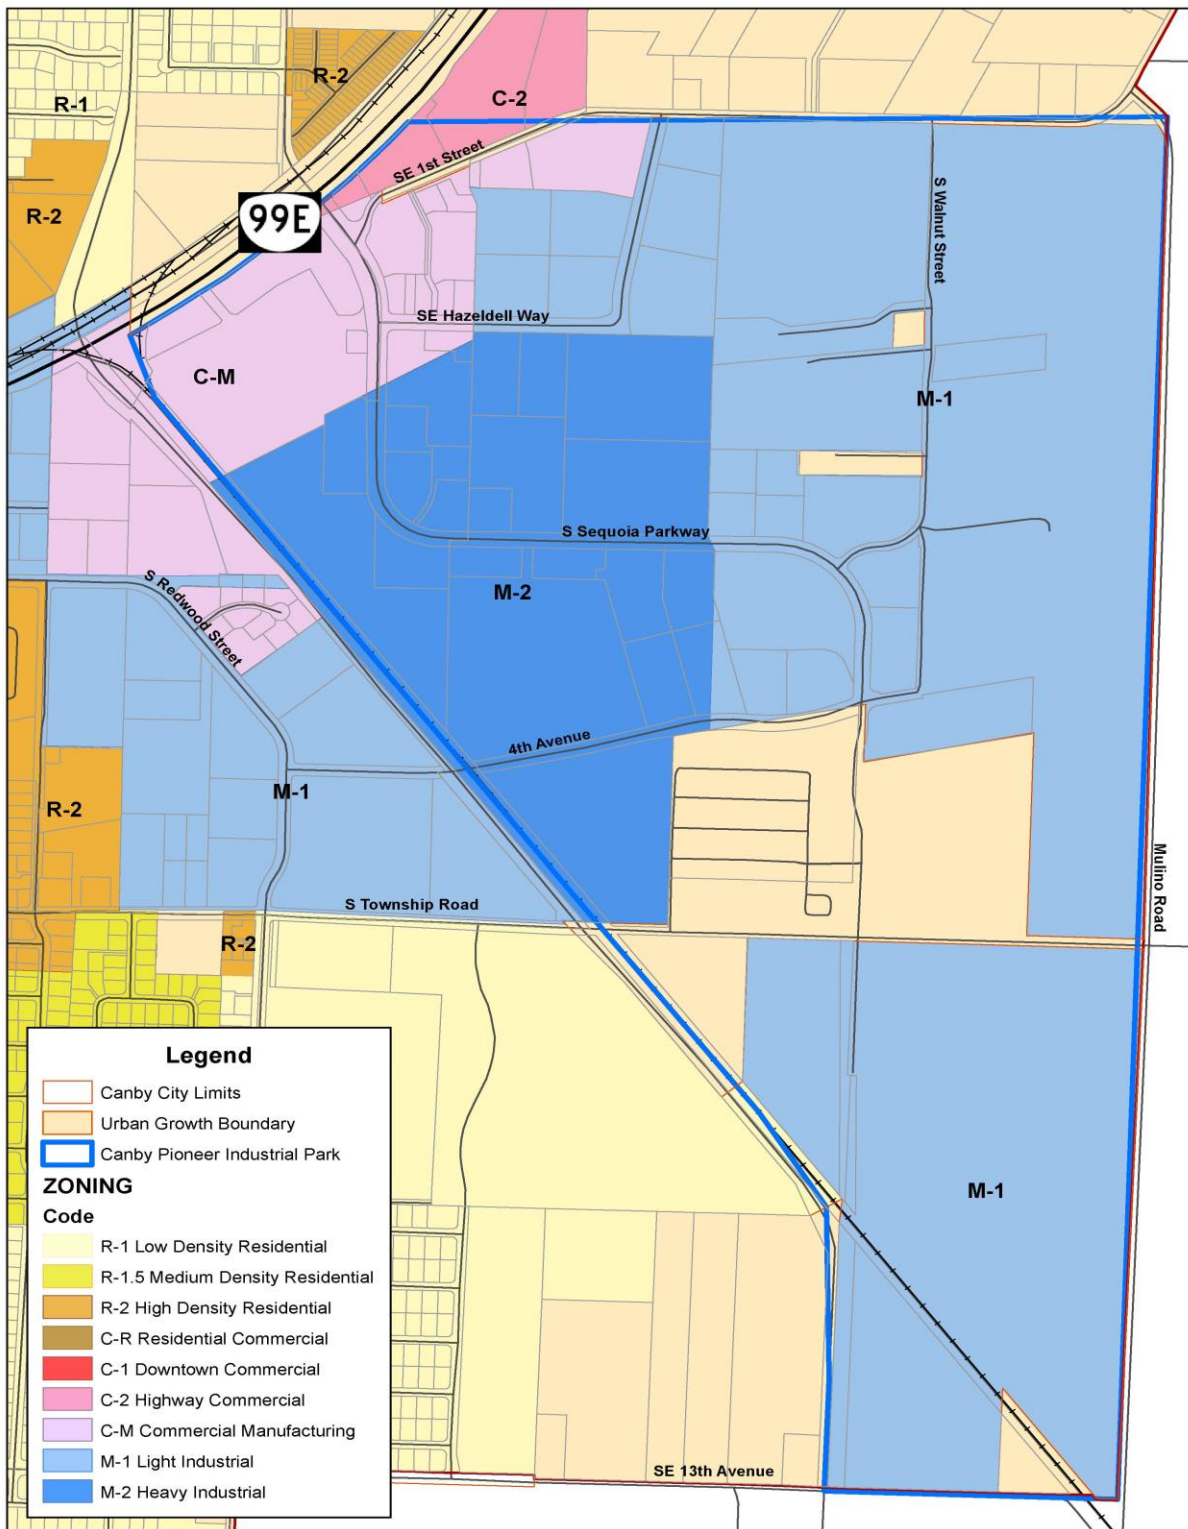 R-2
R-1
C-2
SE 1st Street
R-2
99E
S Walnut Street
SE Hazeldell Way
C-M
M-1
S Sequoia Parkway
S Redwood Street
M-2
4th Avenue
M-1
R-2
Mulino Road
S Township Road
R-2
M-1
SE 13th Avenue
Legend
Canby City Limits
Urban Growth Boundary
Canby Pioneer Industrial Park
ZONING
Code
R-1 Low Density Residential
R-1.5 Medium Density Residential
R-2 High Density Residential
C-R Residential Commercial
C-1 Downtown Commercial
C-2 Highway Commercial
C-M Commercial Manufacturing
M-1 Light Industrial
M-2 Heavy Industrial